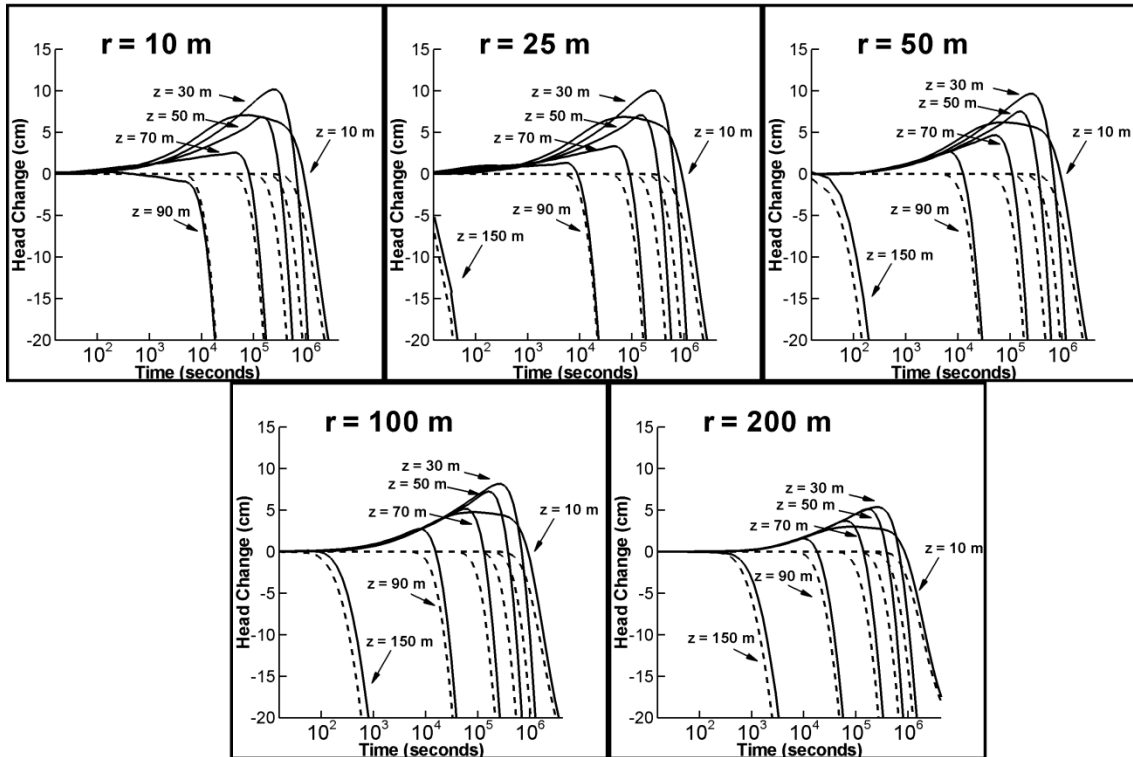 r = 10 m
15
10
5
0
-5
-10
-15
-20
Head Change (cm)
z = 30 m
z = 50 m
z = 70 m
z = 10 m
z = 90 m
10²
10³
10⁴
10⁵
10⁶
Time (seconds)
r = 25 m
15
10
5
0
-5
-10
-15
-20
Head Change (cm)
z = 30 m
z = 50 m
z = 70 m
z = 10 m
z = 90 m
z = 150 m
10²
10³
10⁴
10⁵
10⁶
Time (seconds)
r = 50 m
15
10
5
0
-5
-10
-15
-20
Head Change (cm)
z = 30 m
z = 50 m
z = 70 m
z = 10 m
z = 90 m
z = 150 m
10²
10³
10⁴
10⁵
10⁶
Time (seconds)
r = 100 m
15
10
5
0
-5
-10
-15
-20
Head Change (cm)
z = 30 m
z = 50 m
z = 70 m
z = 10 m
z = 90 m
z = 150 m
10²
10³
10⁴
10⁵
10⁶
Time (seconds)
r = 200 m
15
10
5
0
-5
-10
-15
-20
Head Change (cm)
z = 30 m
z = 50 m
z = 70 m
z = 10 m
z = 90 m
z = 150 m
10²
10³
10⁴
10⁵
10⁶
Time (seconds)